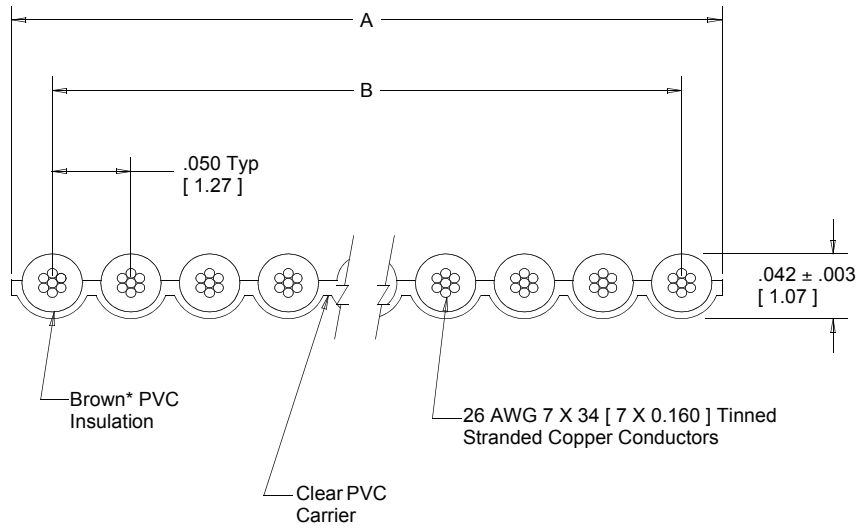 A
B
.050 Typ
[ 1.27 ]
.042 ± .003
[ 1.07 ]
Brown* PVC
Insulation
26 AWG 7 X 34 [ 7 X 0.160 ] Tinned
Stranded Copper Conductors
Clear PVC
Carrier